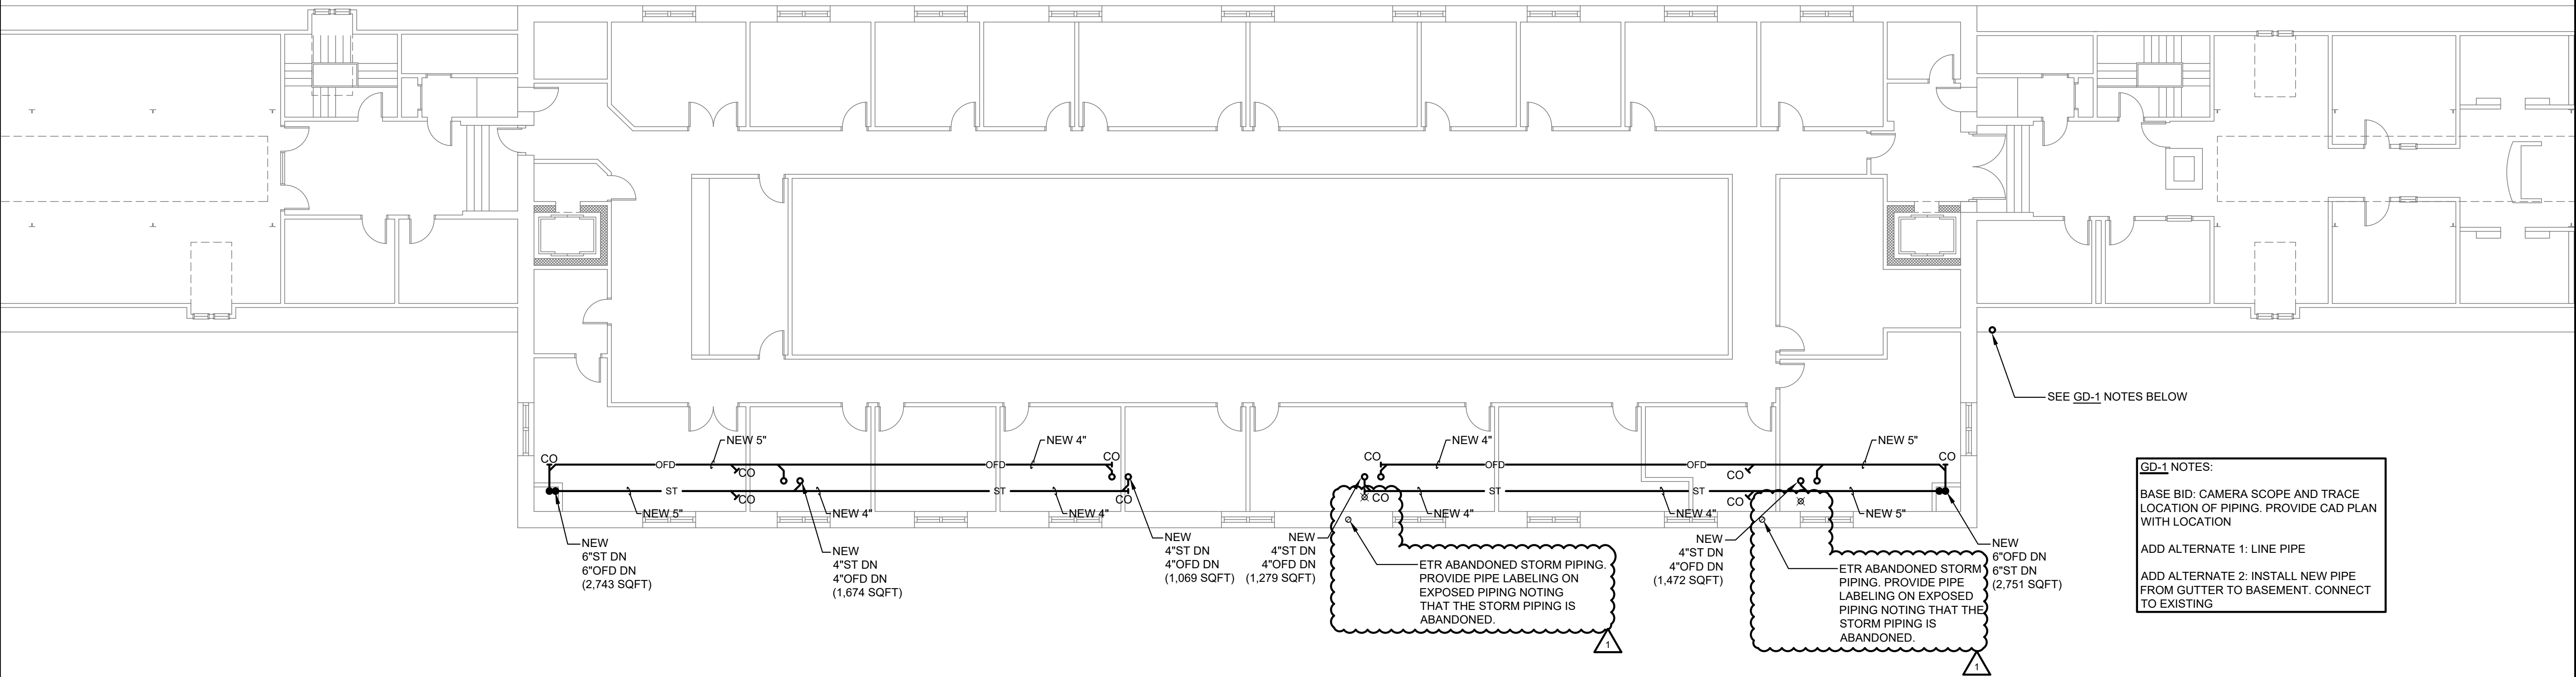 SEE GD-1 NOTES BELOW
NEW 5"
NEW 4"
NEW 4"
NEW 5"
CO
OFD
CO
OFD
CO
CO
OFD
OFD
CO
CO
ST
CO
ST
CO
CO
ST
ST
CO
NEW 5"
NEW 4"
NEW 4"
NEW 4"
NEW 4"
NEW 5"
NEW
6"ST DN
6"OFD DN
(2,743 SQFT)
NEW
4"ST DN
4"OFD DN
(1,674 SQFT)
NEW
4"ST DN
4"OFD DN
(1,069 SQFT)
NEW
4"ST DN
4"OFD DN
(1,279 SQFT)
ETR ABANDONED STORM PIPING.
PROVIDE PIPE LABELING ON
EXPOSED PIPING NOTING
THAT THE STORM PIPING IS
ABANDONED.
1
NEW
4"ST DN
4"OFD DN
(1,472 SQFT)
ETR ABANDONED STORM
PIPING. PROVIDE PIPE
LABELING ON EXPOSED
PIPING NOTING THAT THE
STORM PIPING IS
ABANDONED.
1
NEW
6"OFD DN
6"ST DN
(2,751 SQFT)
GD-1 NOTES:
BASE BID: CAMERA SCOPE AND TRACE
LOCATION OF PIPING. PROVIDE CAD PLAN
WITH LOCATION
ADD ALTERNATE 1: LINE PIPE
ADD ALTERNATE 2: INSTALL NEW PIPE
FROM GUTTER TO BASEMENT. CONNECT
TO EXISTING